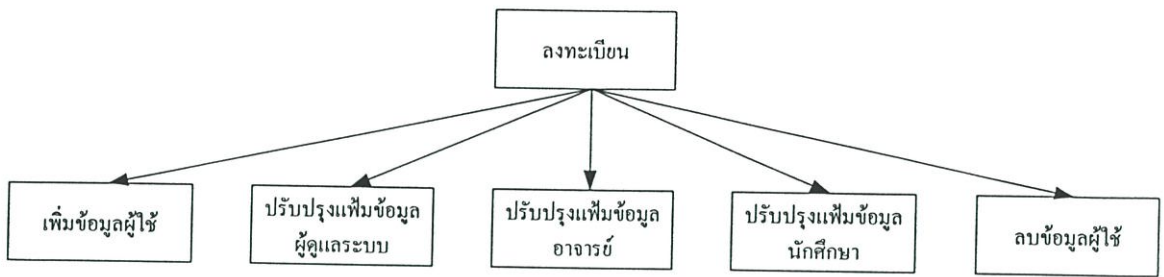 ลงทะเบียน
เพิ่มข้อมูลผู้ใช้
ปรับปรุงแฟ้มข้อมูล
ผู้ดูแลระบบ
ปรับปรุงแฟ้มข้อมูล
อาจารย์
ปรับปรุงแฟ้มข้อมูล
นักศึกษา
ลบข้อมูลผู้ใช้